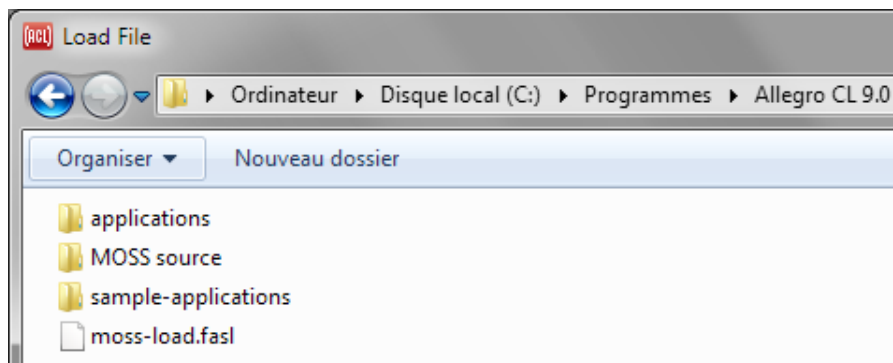 (ACL) Load File
Ordinateur Disque local (C:) Programmes Allegro CL 9.0
Organiser Nouveau dossier
applications
MOSS source
sample-applications
moss-load.fasl